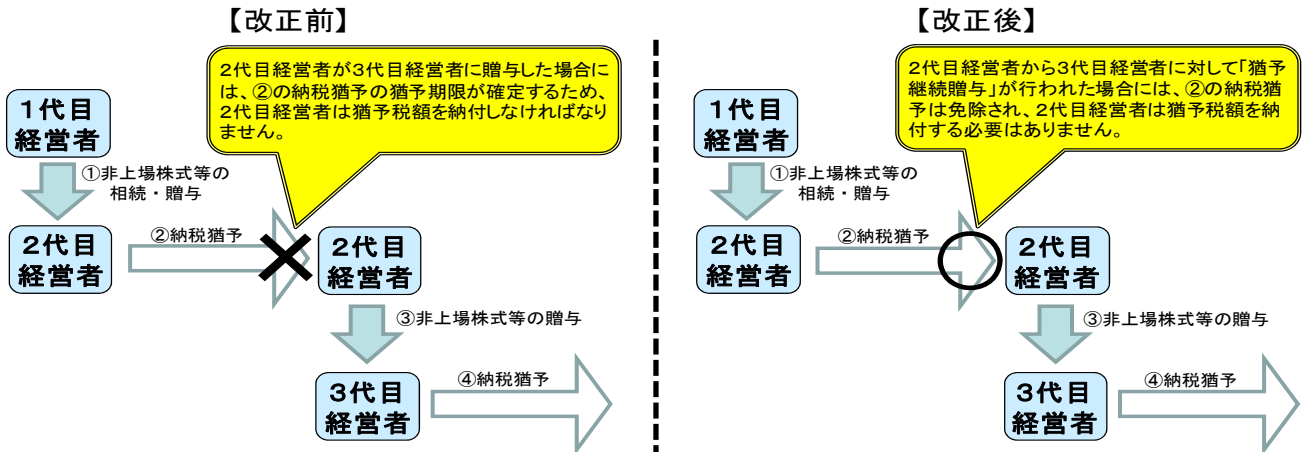 【改正前】
2代目経営者が3代目経営者に贈与した場合に
は、②の納税猶予の猶予期限が確定するため、
2代目経営者は猶予税額を納付しなければなり
ません。
1代目
経営者
①非上場株式等の
相続・贈与
2代目
経営者
②納税猶予
2代目
経営者
③非上場株式等の贈与
3代目
経営者
④納税猶予
【改正後】
2代目経営者から3代目経営者に対して「猶予
継続贈与」が行われた場合には、②の納税猶
予は免除され、2代目経営者は猶予税額を納
付する必要はありません。
1代目
経営者
①非上場株式等の
相続・贈与
2代目
経営者
②納税猶予
2代目
経営者
③非上場株式等の贈与
3代目
経営者
④納税猶予